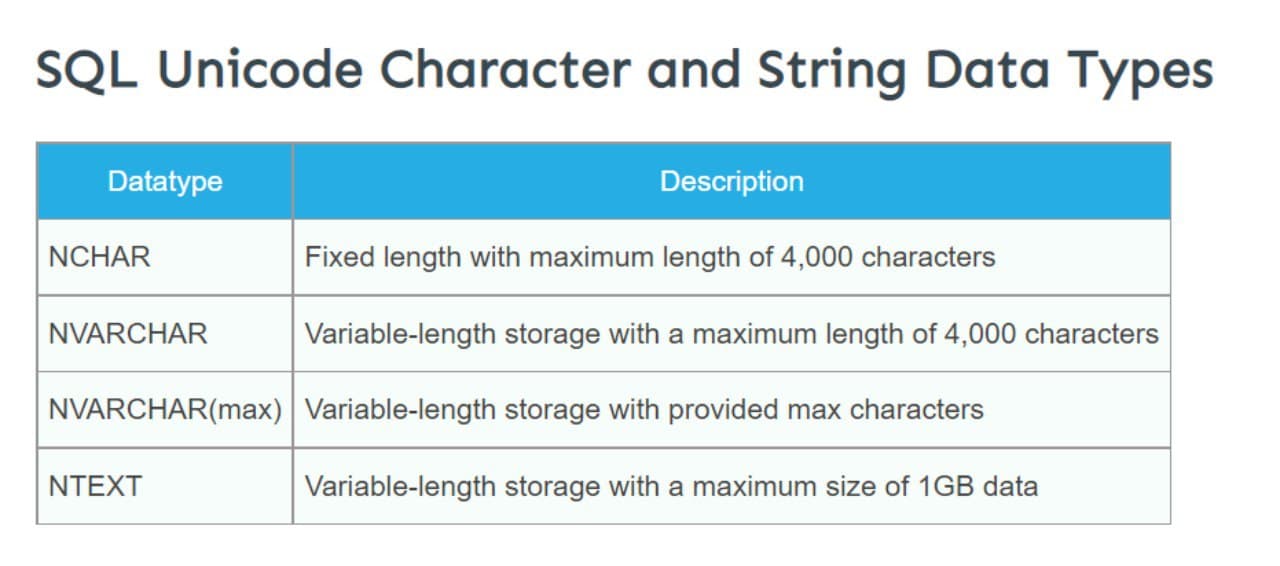 SQL Unicode Character and String Data Types
Datatype Description
NCHAR Fixed length with maximum length of 4,000 characters
NVARCHAR Variable-length storage with a maximum length of 4,000 characters
NVARCHAR(max) Variable-length storage with provided max characters
NTEXT Variable-length storage with a maximum size of 1GB data